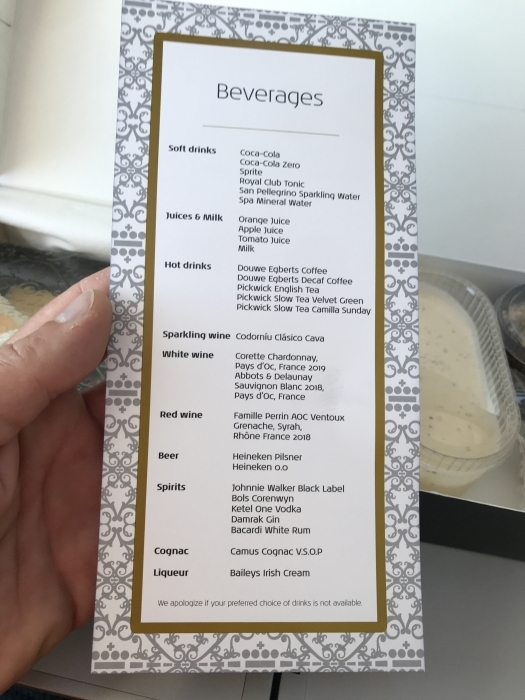 Beverages
Soft drinks Coca-Cola
Coca-Cola Zero
Sprite
Royal Club Tonic
San Pellegrino Sparkling Water
Spa Mineral Water
Juices & Milk Orange Juice
Apple Juice
Tomato Juice
Milk
Hot drinks Douwe Egberts Coffee
Douwe Egberts Decaf Coffee
Pickwick English Tea
Pickwick Slow Tea Velvet Green
Pickwick Slow Tea Camilla Sunday
Sparkling wine Codorníu Clásico Cava
White wine Corette Chardonnay,
Pays d'Oc, France 2019
Abbots & Delaunay
Sauvignon Blanc 2018,
Pays d'Oc, France
Red wine Famille Perrin AOC Ventoux
Grenache, Syrah,
Rhône France 2018
Beer Heineken Pilsner
Heineken 0.0
Spirits Johnnie Walker Black Label
Bols Corenwyn
Ketel One Vodka
Damrak Gin
Bacardi White Rum
Cognac Camus Cognac V.S.O.P
Liqueur Baileys Irish Cream
We apologize if your preferred choice of drinks is not available.